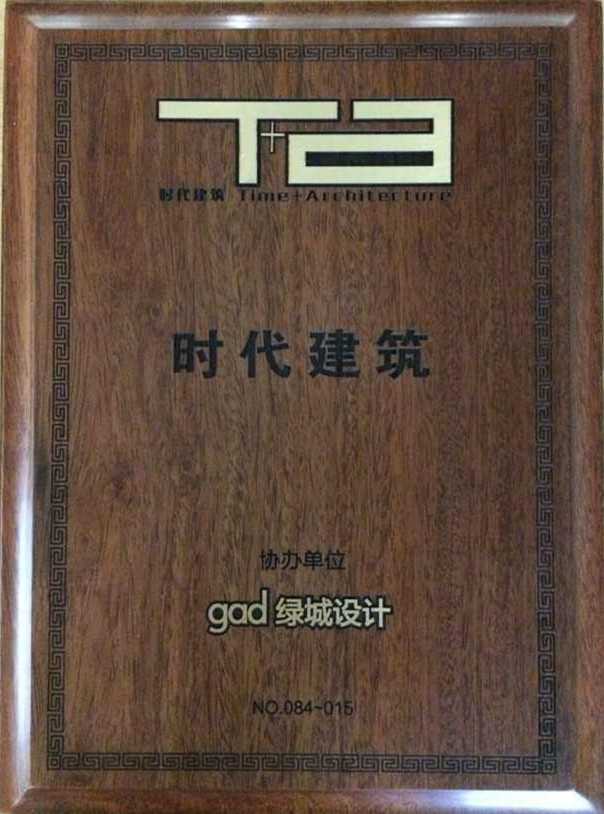 T+a
时代建筑 Time+Architecture
时代建筑
协办单位
gad 绿城设计
NO.084~015